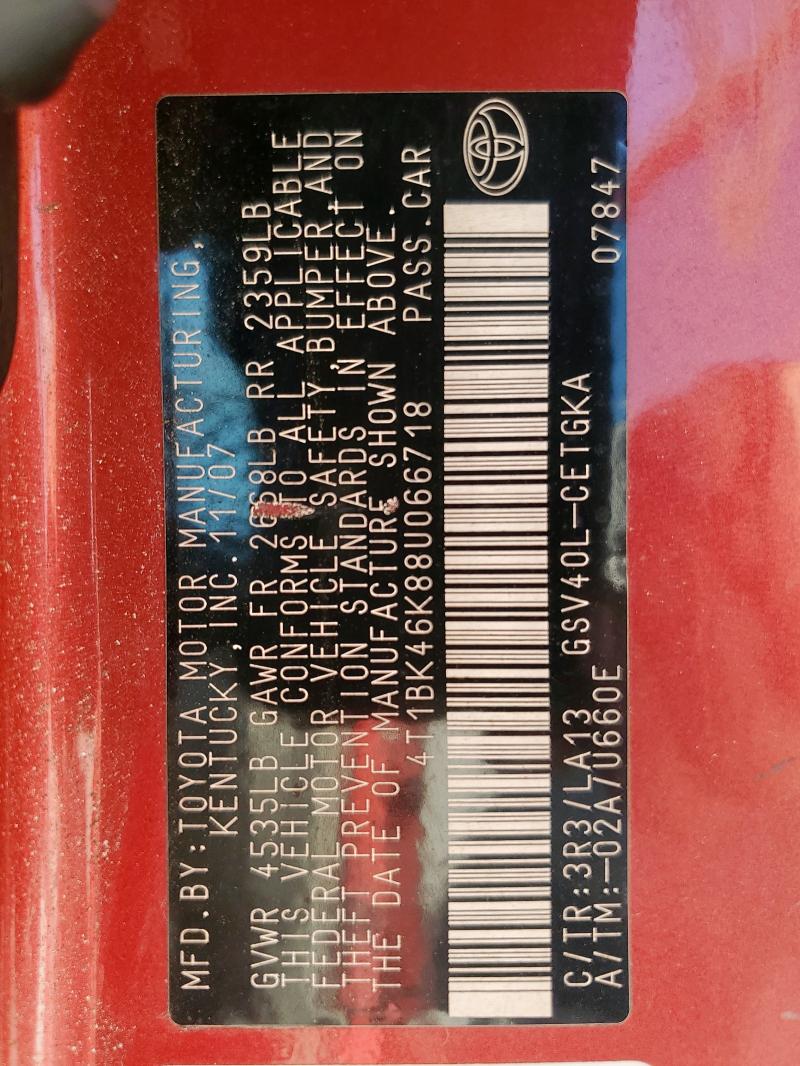 MFD.BY:TOYOTA MOTOR MANUFACTURING,
KENTUCKY,INC. 11/07
GVWR 4535LB GAWR FR 2668LB RR 2359LB
THIS VEHICLE CONFORMS TO ALL APPLICABLE
FEDERAL MOTOR VEHICLE SAFETY, BUMPER,AND
THEFT PREVENTION STANDARDS IN EFFECT ON
THE DATE OF MANUFACTURE SHOWN ABOVE.
4T1BK46K88U066718 PASS.CAR
C/TR:3R3/LA13 GSV40L-CETGKA 07847
A/TM:-02A/U660E